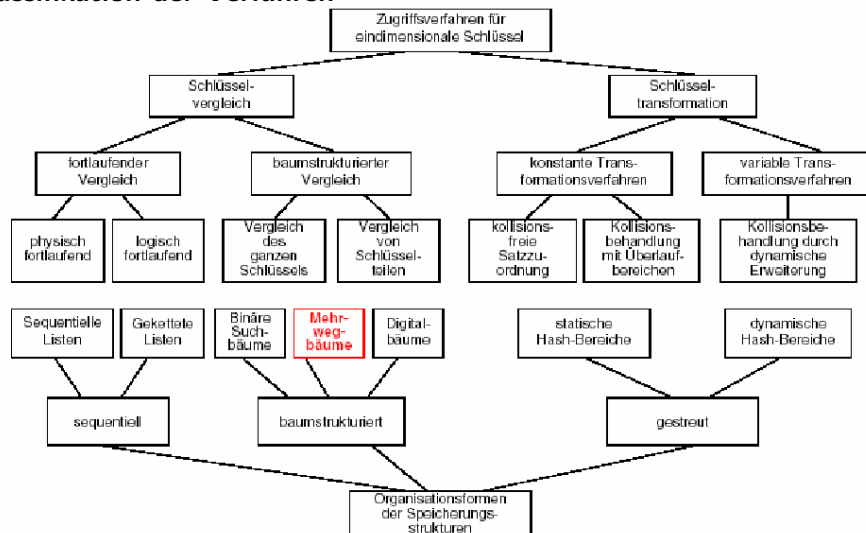 Klassifikation der Verfahren
Zugriffsverfahren für
eindimensionale Schlüssel
Schlüssel-
vergleich
Schlüssel-
transformation
fortlaufender
Vergleich
baumstrukturierter
Vergleich
konstante Trans-
formationsverfahren
variable Trans-
formationsverfahren
physisch
fortlaufend
logisch
fortlaufend
Vergleich
des
ganzen
Schlüssels
Vergleich
von
Schlüssel-
teilen
kollisions-
freie
Satzzu-
ordnung
Kollisions-
behandlung
mit Überlauf-
bereichen
Kollisionsbe-
handlung durch
dynamische
Erweiterung
Sequentielle
Listen
Gekettete
Listen
Binäre
Such-
bäume
Mehr-
weg-
bäume
Digital-
bäume
statische
Hash-Bereiche
dynamische
Hash-Bereiche
sequentiell
baumstrukturiert
gestreut
Organisationsformen
der Speicherungs-
strukturen